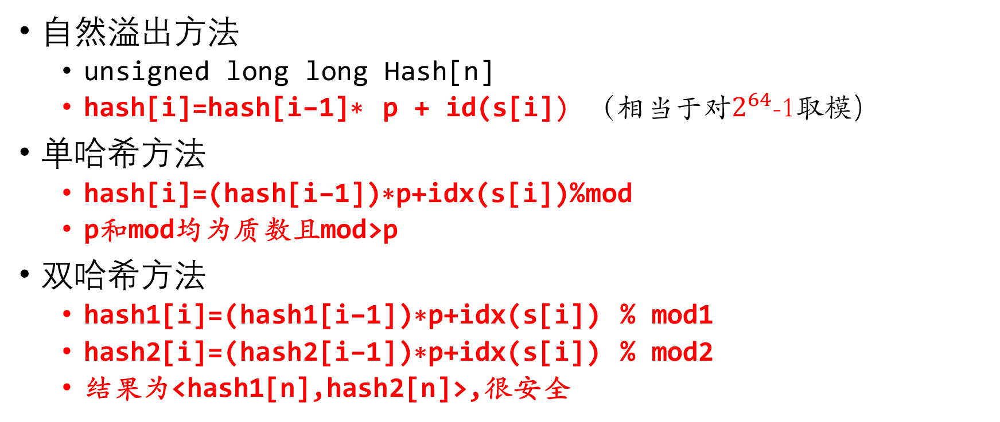 • 自然溢出方法
• unsigned long long Hash[n]
• hash[i]=hash[i-1]* p + id(s[i]) （相当于对2^64-1取模）
• 单哈希方法
• hash[i]=(hash[i-1])*p+idx(s[i])%mod
• p和mod均为质数且mod>p
• 双哈希方法
• hash1[i]=(hash1[i-1])*p+idx(s[i]) % mod1
• hash2[i]=(hash2[i-1])*p+idx(s[i]) % mod2
• 结果为<hash1[n],hash2[n]>,很安全